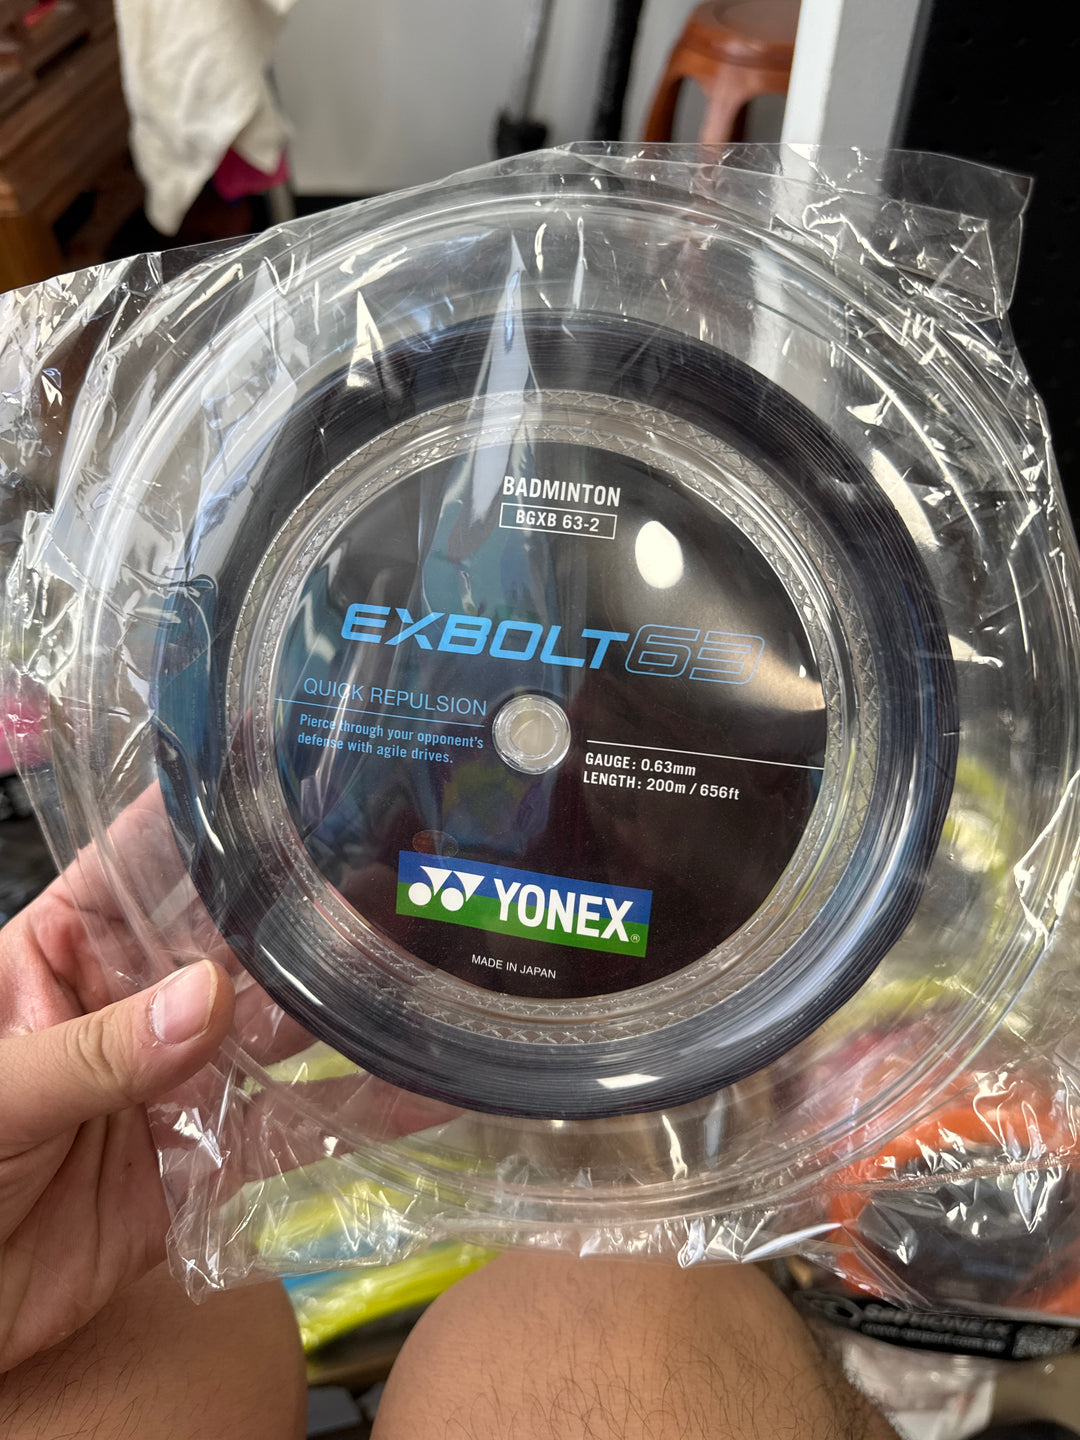 BADMINTON
BGXB 63-2
EXBOLT63
QUICK REPULSION
Pierce through your opponent's
defense with agile drives.
GAUGE: 0.63mm
LENGTH: 200m / 656ft
YONEX®
MADE IN JAPAN